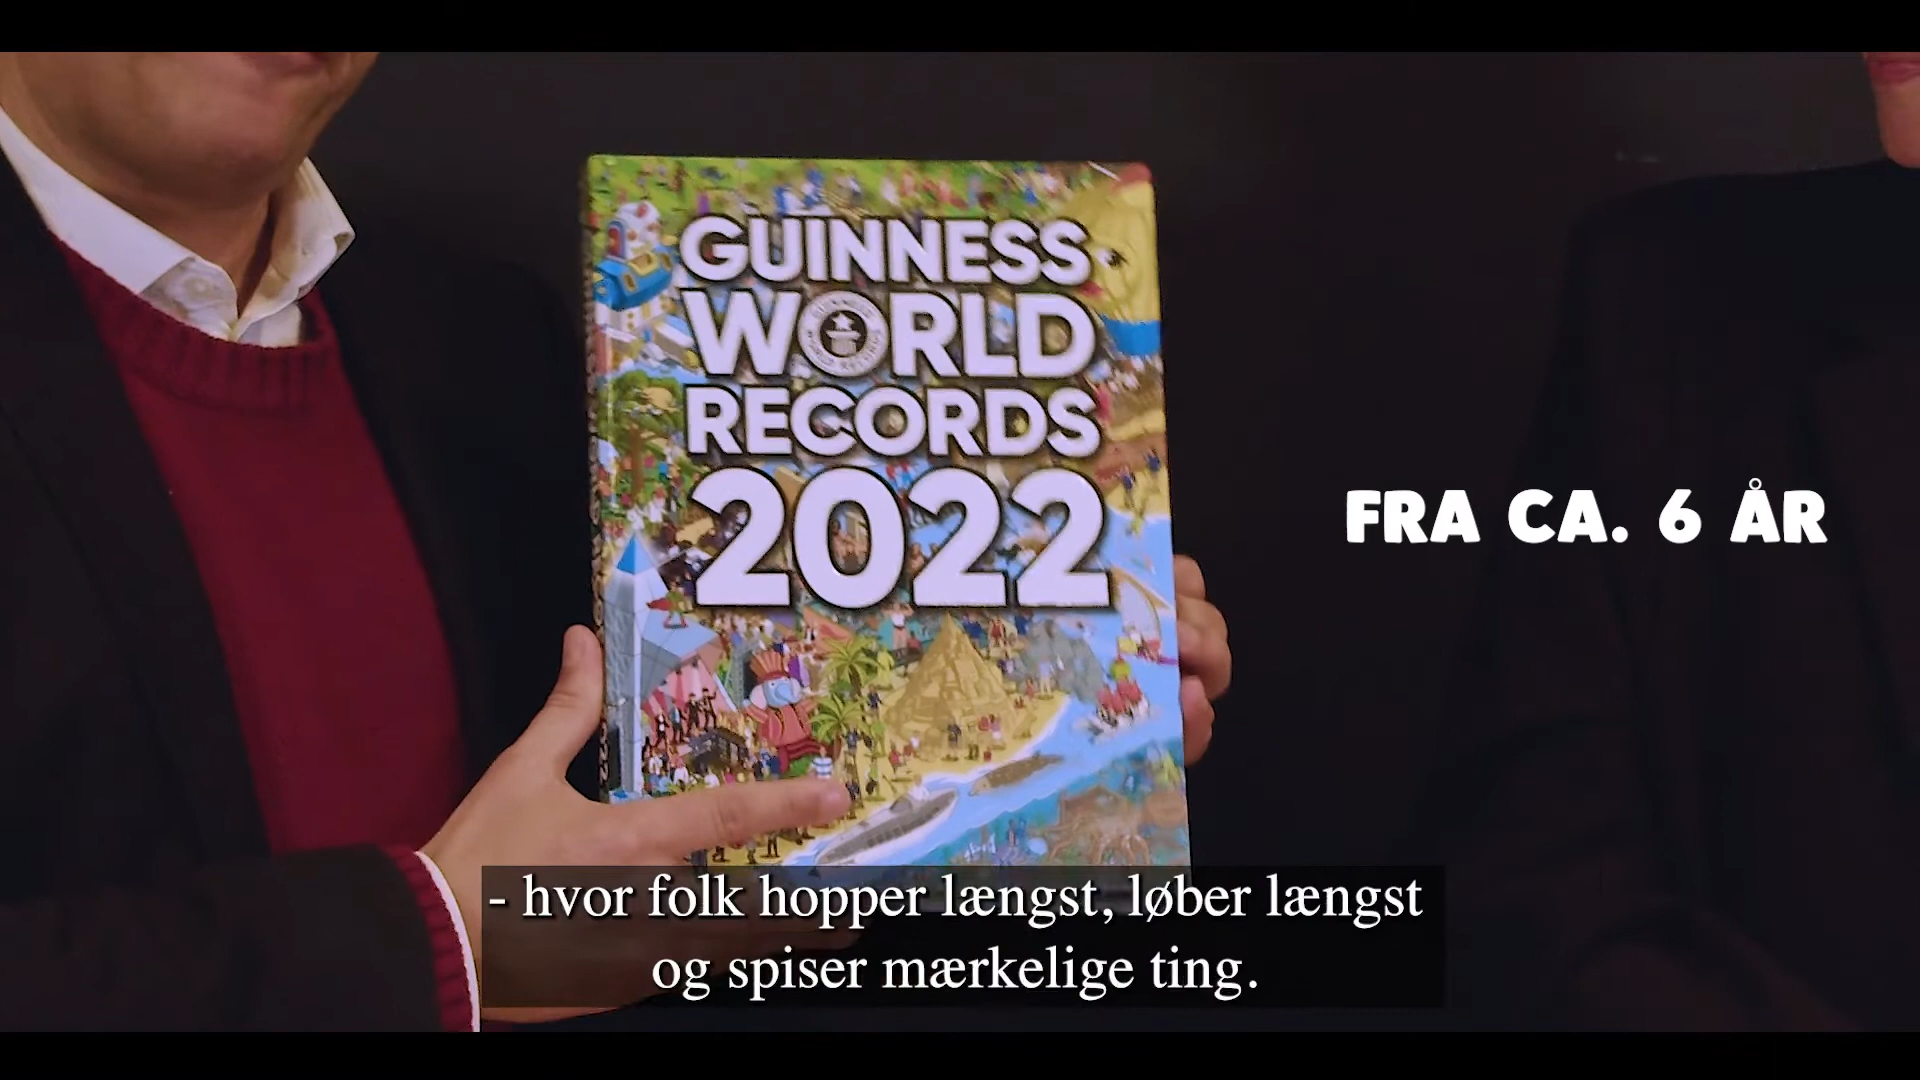 GUINNESS
WORLD
RECORDS
2022
FRA CA. 6 ÅR
- hvor folk hopper længst, løber længst
og spiser mærkelige ting.